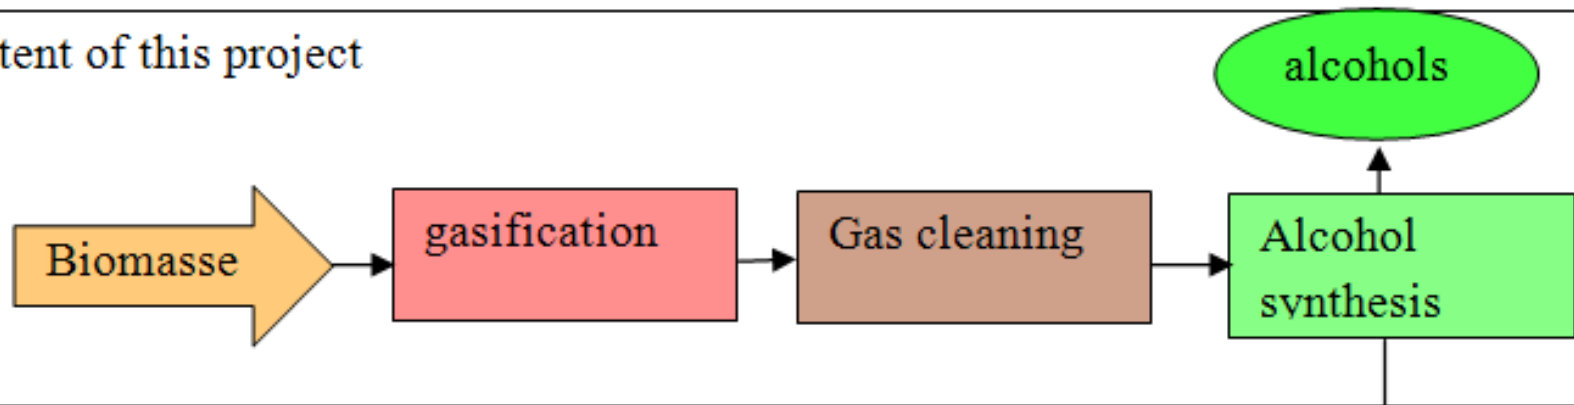 tent of this project
alcohols
Biomasse
gasification
Gas cleaning
Alcohol
synthesis